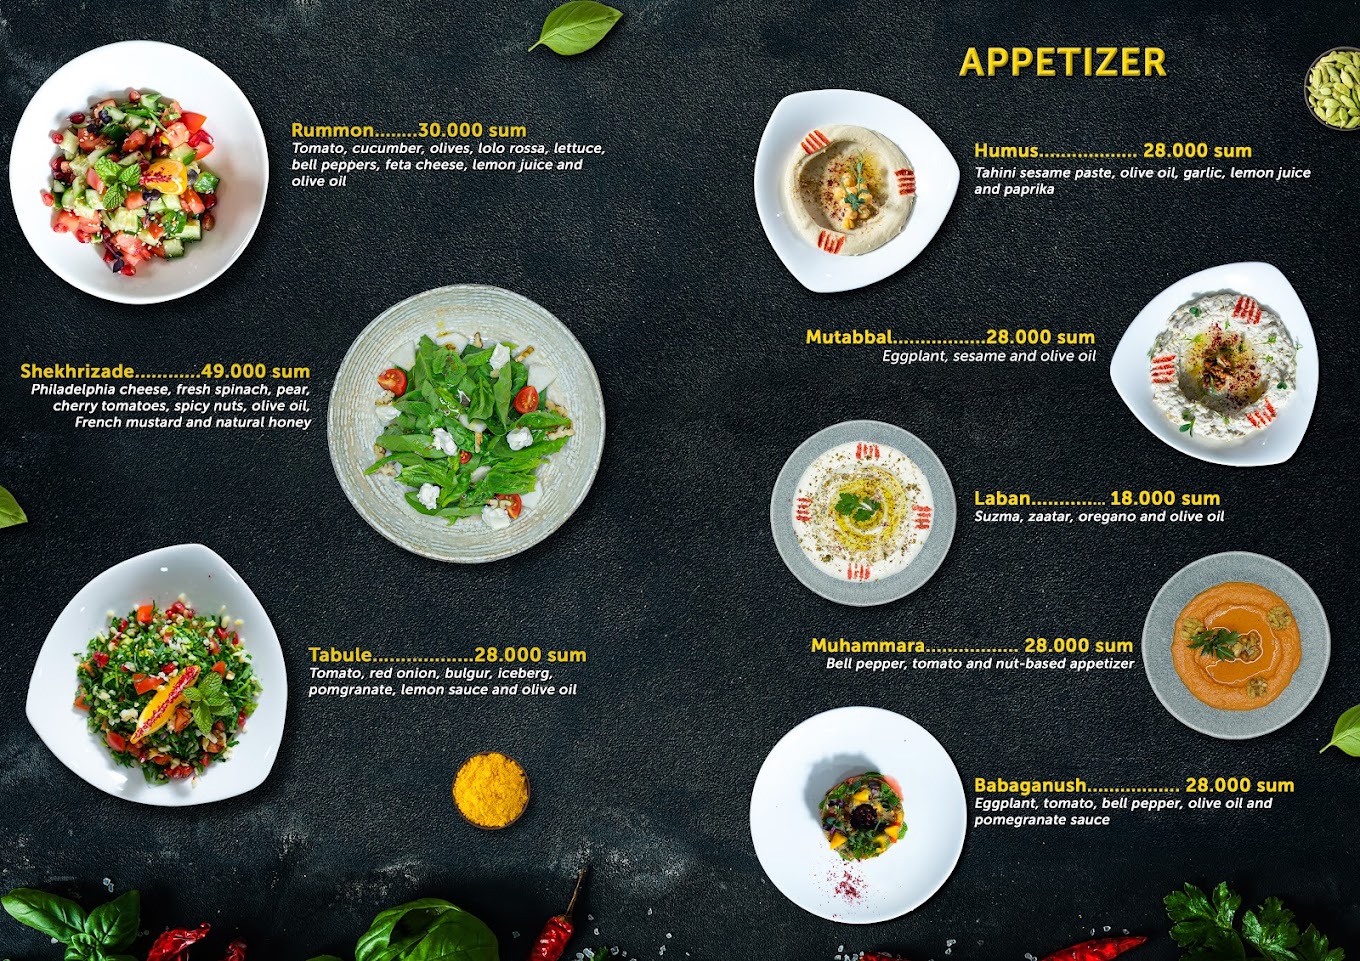 Rummon........30.000 sum
Tomato, cucumber, olives, lolo rossa, lettuce,
bell peppers, feta cheese, lemon juice and
olive oil
Shekhrizade............49.000 sum
Philadelphia cheese, fresh spinach, pear,
cherry tomatoes, spicy nuts, olive oil,
French mustard and natural honey
Tabule..................28.000 sum
Tomato, red onion, bulgur, iceberg,
pomgranate, lemon sauce and olive oil
APPETIZER
Humus.................. 28.000 sum
Tahini sesame paste, olive oil, garlic, lemon juice
and paprika
Mutabbal.................28.000 sum
Eggplant, sesame and olive oil
Laban.............. 18.000 sum
Suzma, zaatar, oregano and olive oil
Muhammara................. 28.000 sum
Bell pepper, tomato and nut-based appetizer
Babaganush................. 28.000 sum
Eggplant, tomato, bell pepper, olive oil and
pomegranate sauce